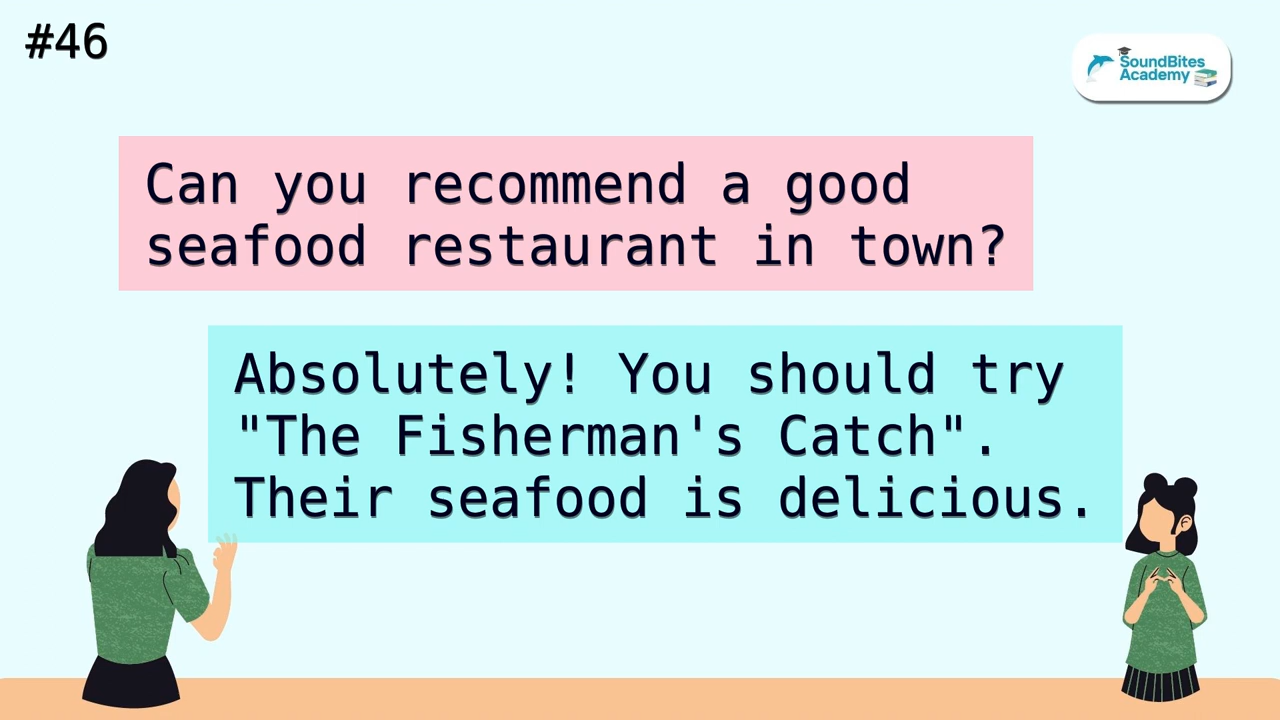 #46
SoundBites
Academy
Can you recommend a good
seafood restaurant in town?
Absolutely! You should try
"The Fisherman's Catch".
Their seafood is delicious.